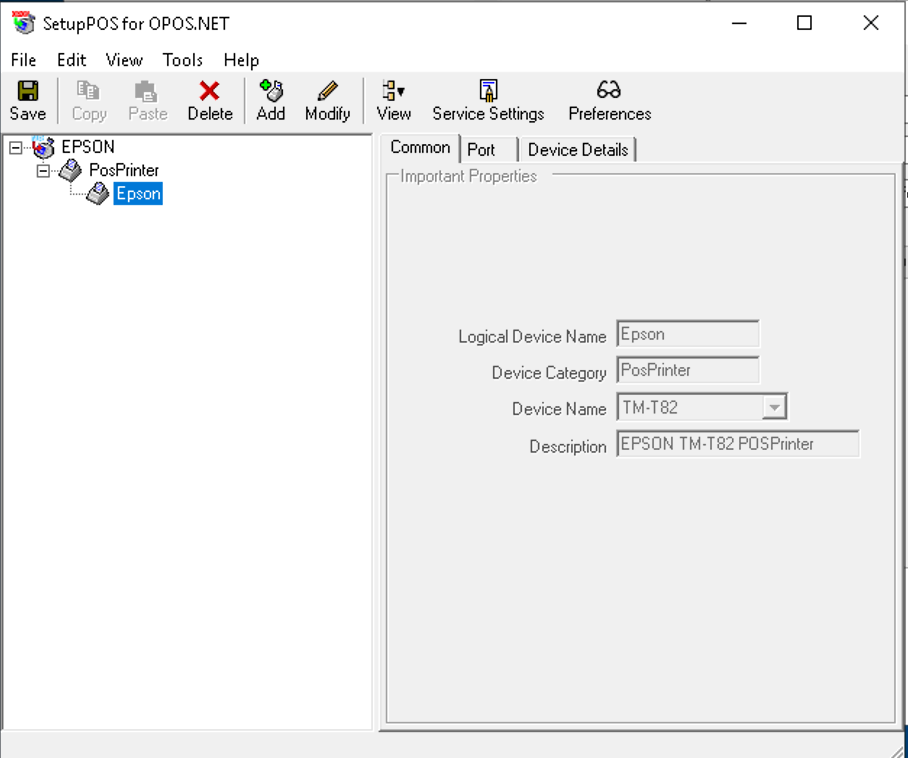 SetupPOS for OPOS.NET
File Edit View Tools Help
Save Copy Paste Delete Add Modify View Service Settings Preferences
EPSON
PosPrinter
Epson
Common Port Device Details
Important Properties
Logical Device Name Epson
Device Category PosPrinter
Device Name TM-T82
Description EPSON TM-T82 POSPrinter